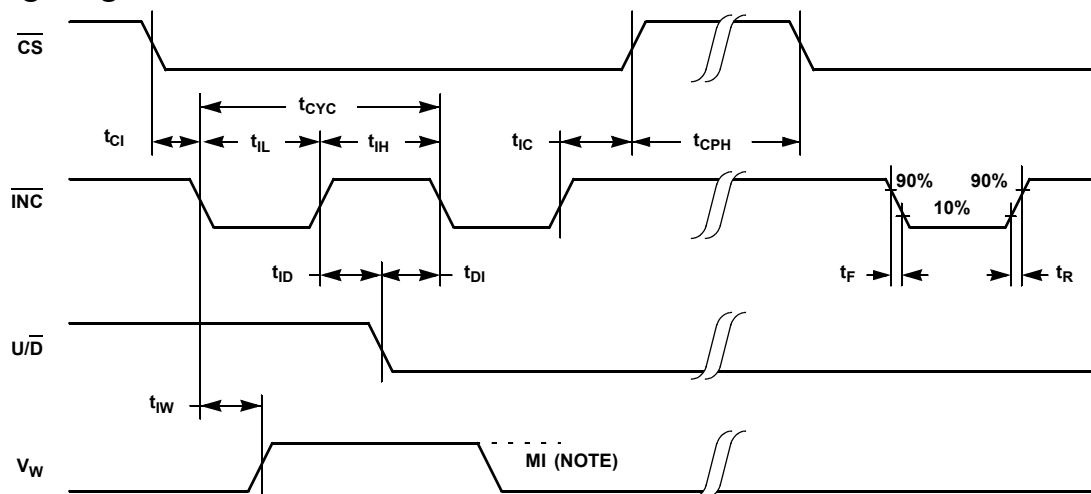 CS
tCYC
tCI
tIL
tIH
tIC
tCPH
INC
90%
90%
10%
tID
tDI
tF
tR
U/D
tIW
MI (NOTE)
VW